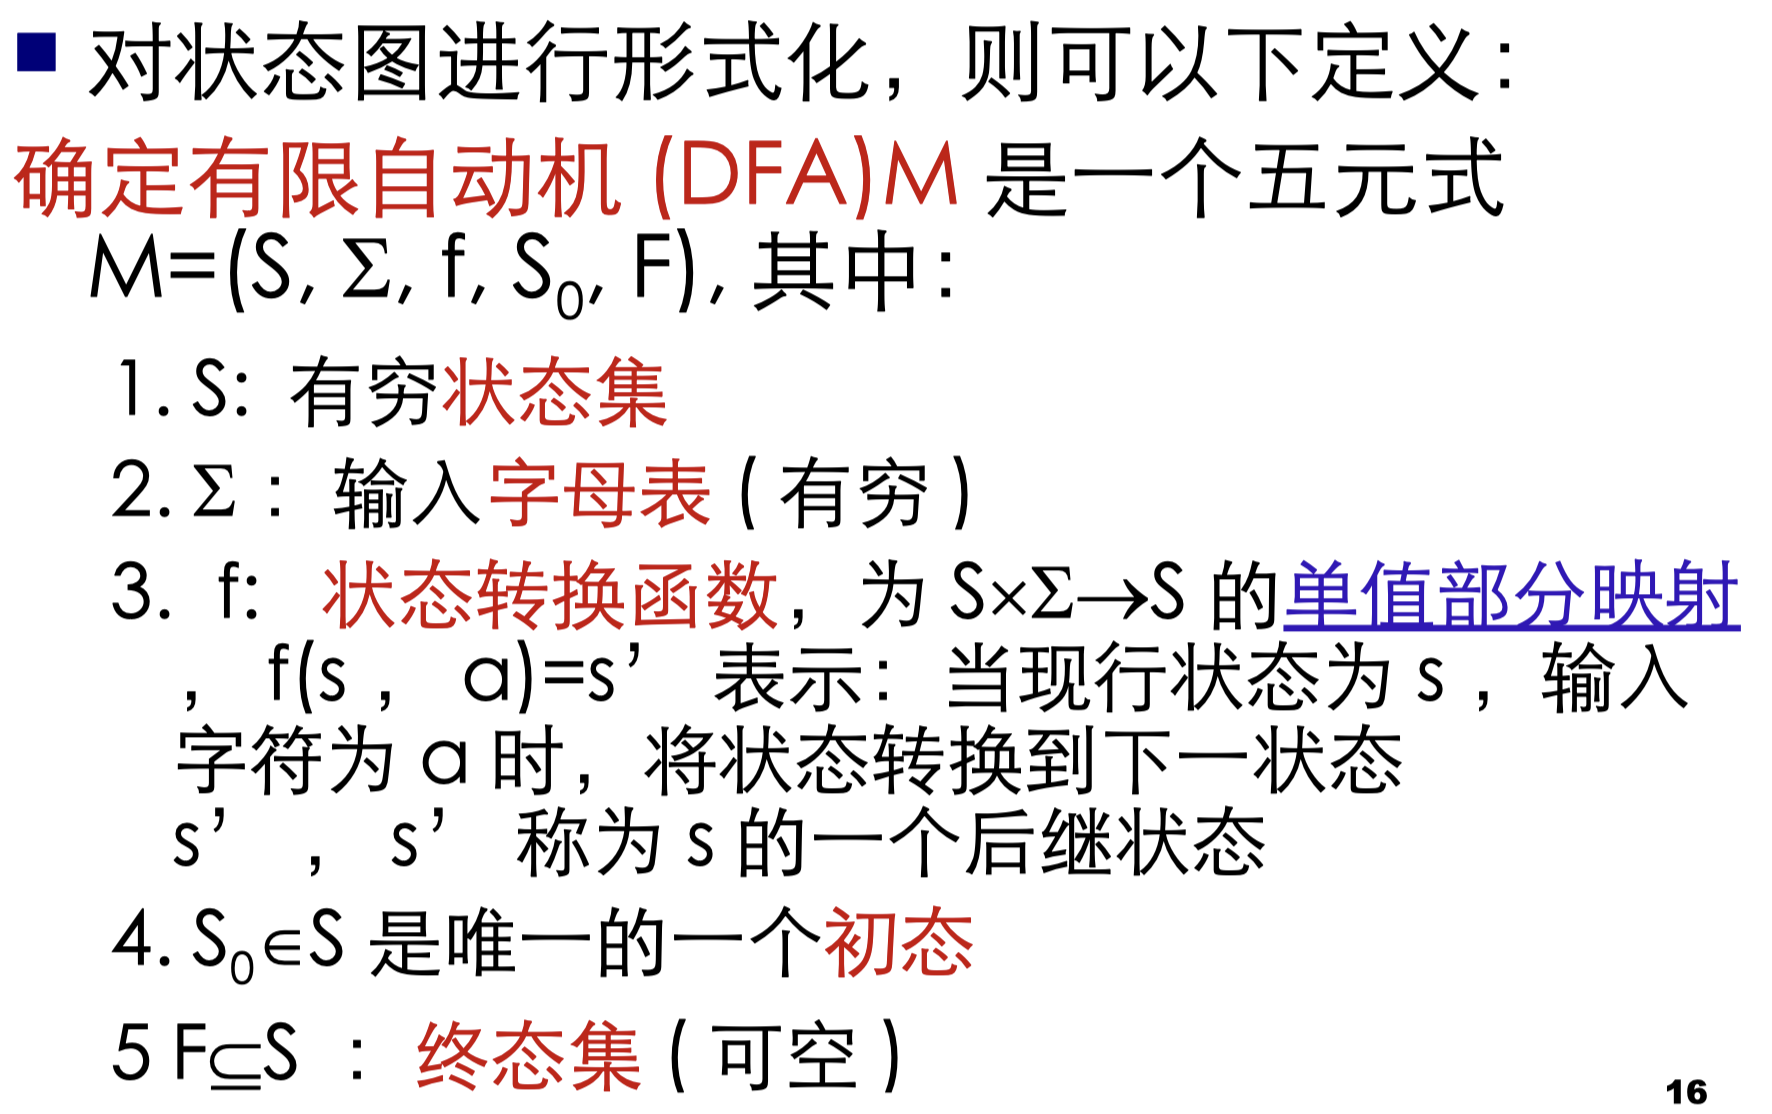 ■ 对状态图进行形式化，则可以下定义：
确定有限自动机 (DFA)M 是一个五元式
M=(S, Σ, f, S₀, F), 其中：
1. S: 有穷状态集
2. Σ ： 输入字母表 ( 有穷 )
3. f: 状态转换函数，为 S×Σ→S 的单值部分映射
， f(s ， a)=s’ 表示：当现行状态为 s ，输入
字符为 a 时，将状态转换到下一状态
s’ ， s’ 称为 s 的一个后继状态
4. S₀∈S 是唯一的一个初态
5 F⊆S ：终态集 ( 可空 )
16